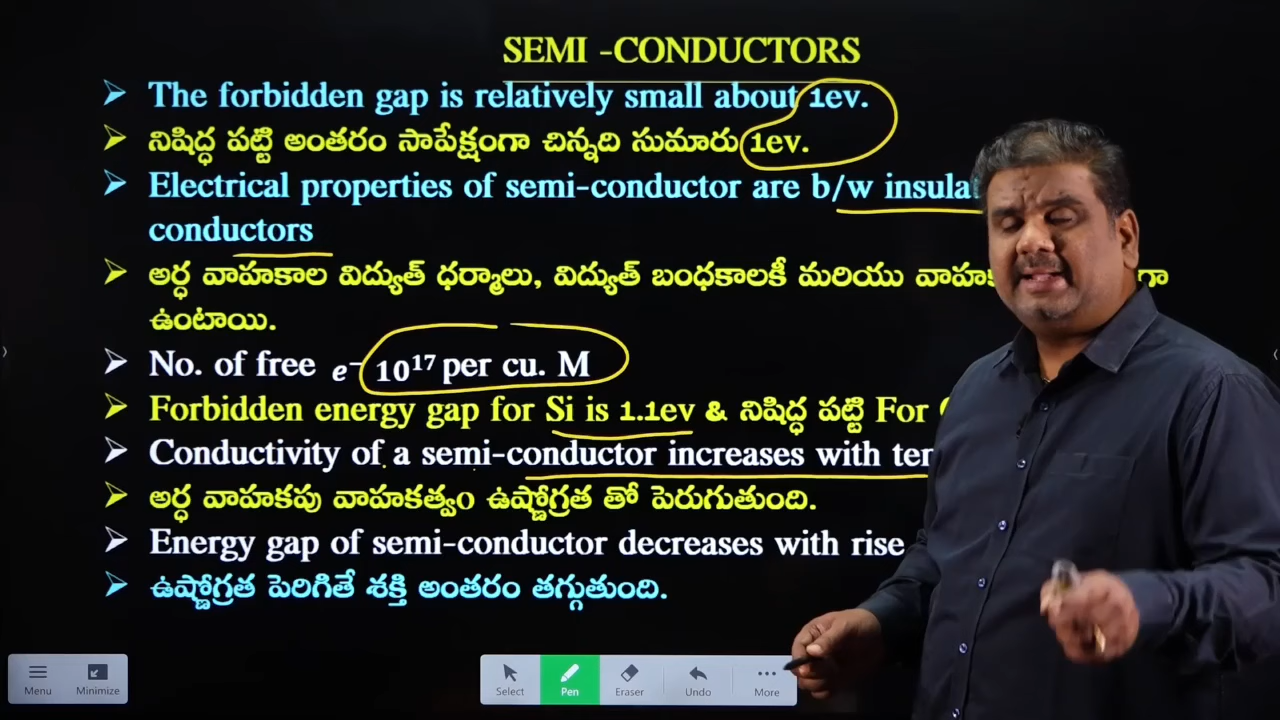 SEMI -CONDUCTORS
The forbidden gap is relatively small about 1ev.
నిషిద్ధ పట్టి అంతరం సాపేక్షంగా చిన్నది సుమారు 1ev.
Electrical properties of semi-conductor are b/w
conductors
అర్ధ వాహకాల విద్యుత్ ధర్మాలు, విద్యుత్ బంధకాలకీ మరియు
ఉంటాయి.
No. of free e⁻ 10¹⁷ per cu. M
Forbidden energy gap for Si is 1.1ev & నిషిద్ధ పట్టి For
Conductivity of a semi-conductor increases with
అర్ధ వాహకపు వాహకత్వం ఉష్ణోగ్రత తో పెరుగుతుంది.
Energy gap of semi-conductor decreases with rise
ఉష్ణోగ్రత పెరిగితే శక్తి అంతరం తగ్గుతుంది.
Menu Minimize Select Pen Eraser Undo More